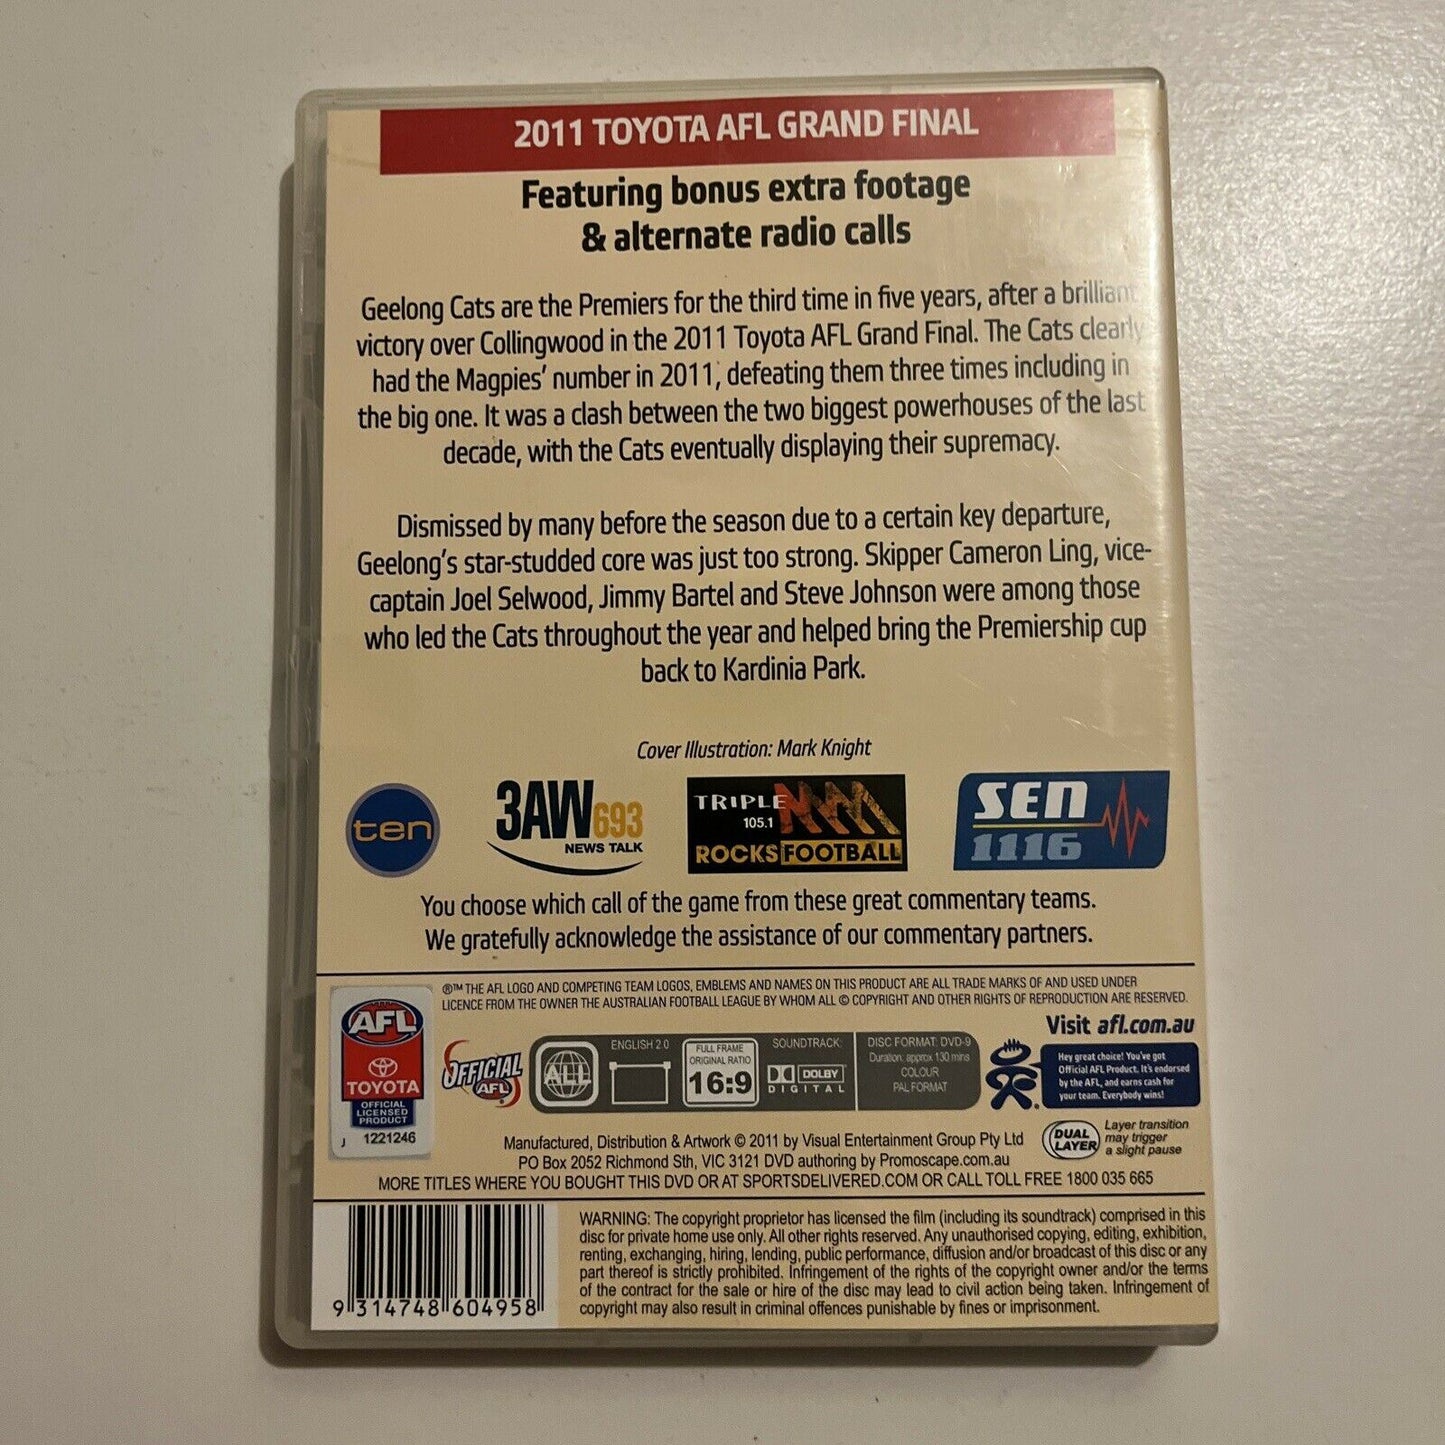 2011 TOYOTA AFL GRAND FINAL
Featuring bonus extra footage
& alternate radio calls
Geelong Cats are the Premiers for the third time in five years, after a brilliant
victory over Collingwood in the 2011 Toyota AFL Grand Final. The Cats clearly
had the Magpies' number in 2011, defeating them three times including in
the big one. It was a clash between the two biggest powerhouses of the last
decade, with the Cats eventually displaying their supremacy.
Dismissed by many before the season due to a certain key departure,
Geelong's star-studded core was just too strong. Skipper Cameron Ling, vice-
captain Joel Selwood, Jimmy Bartel and Steve Johnson were among those
who led the Cats throughout the year and helped bring the Premiership cup
back to Kardinia Park.
Cover Illustration: Mark Knight
ten
3AW 693
NEWS TALK
TRIPLE MMM
105.1
ROCKS FOOTBALL
SEN
1116
You choose which call of the game from these great commentary teams.
We gratefully acknowledge the assistance of our commentary partners.
®™ THE AFL LOGO AND COMPETING TEAM LOGOS, EMBLEMS AND NAMES ON THIS PRODUCT ARE ALL TRADE MARKS OF AND USED UNDER
LICENCE FROM THE OWNER THE AUSTRALIAN FOOTBALL LEAGUE BY WHOM ALL © COPYRIGHT AND OTHER RIGHTS OF REPRODUCTION ARE RESERVED.
Visit afl.com.au
AFL
TOYOTA
OFFICIAL
LICENSED
PRODUCT
J 1221246
OFFICIAL
AFL
ALL
ENGLISH 2.0
FULL FRAME
ORIGINAL RATIO
16:9
SOUNDTRACK:
DOLBY
DIGITAL
DISC FORMAT: DVD-9
Duration: approx 130 mins
COLOUR
PAL FORMAT
Hey great choice! You've got
Official AFL Product. It's endorsed
by the AFL, and earns cash for
your team. Everybody wins!
DUAL
LAYER
Layer transition
may trigger
a slight pause
Manufactured, Distribution & Artwork © 2011 by Visual Entertainment Group Pty Ltd
PO Box 2052 Richmond Sth, VIC 3121 DVD authoring by Promoscape.com.au
MORE TITLES WHERE YOU BOUGHT THIS DVD OR AT SPORTSDELIVERED.COM OR CALL TOLL FREE 1800 035 665
9 314748 604958
WARNING: The copyright proprietor has licensed the film (including its soundtrack) comprised in this
disc for private home use only. All other rights reserved. Any unauthorised copying, editing, exhibition,
renting, exchanging, hiring, lending, public performance, diffusion and/or broadcast of this disc or any
part thereof is strictly prohibited. Infringement of the rights of the copyright owner and/or the terms
of the contract for the sale or hire of the disc may lead to civil action being taken. Infringement of
copyright may also result in criminal offences punishable by fines or imprisonment.